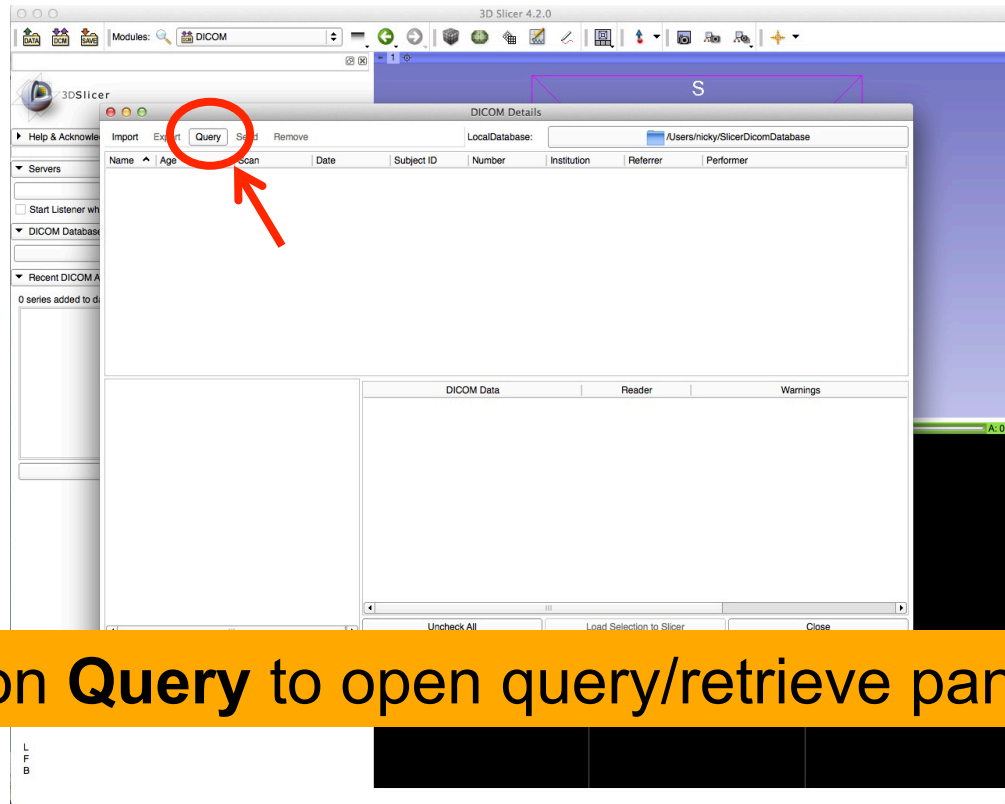 3D Slicer 4.2.0
DATA DCM SAVE Modules: DICOM
1
3DSlicer
S
DICOM Details
Help & Acknowle
Import Query Remove LocalDatabase: /Users/nicky/SlicerDicomDatabase
Name Age Scan Date Subject ID Number Institution Referrer Performer
Servers
Start Listener wh
DICOM Database
Recent DICOM A
0 series added to da
DICOM Data Reader Warnings
A: 0
Uncheck All Load Selection to Slicer Close
on Query to open query/retrieve pan
L
F
B